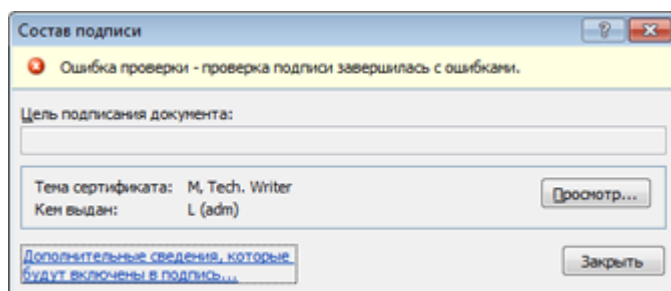 Состав подписи
Ошибка проверки - проверка подписи завершилась с ошибками.
Цель подписания документа:
Тема сертификата: M, Tech. Writer
Просмотр...
Кем выдан: L (adm)
Дополнительные сведения, которые
будут включены в подпись...
Закрыть